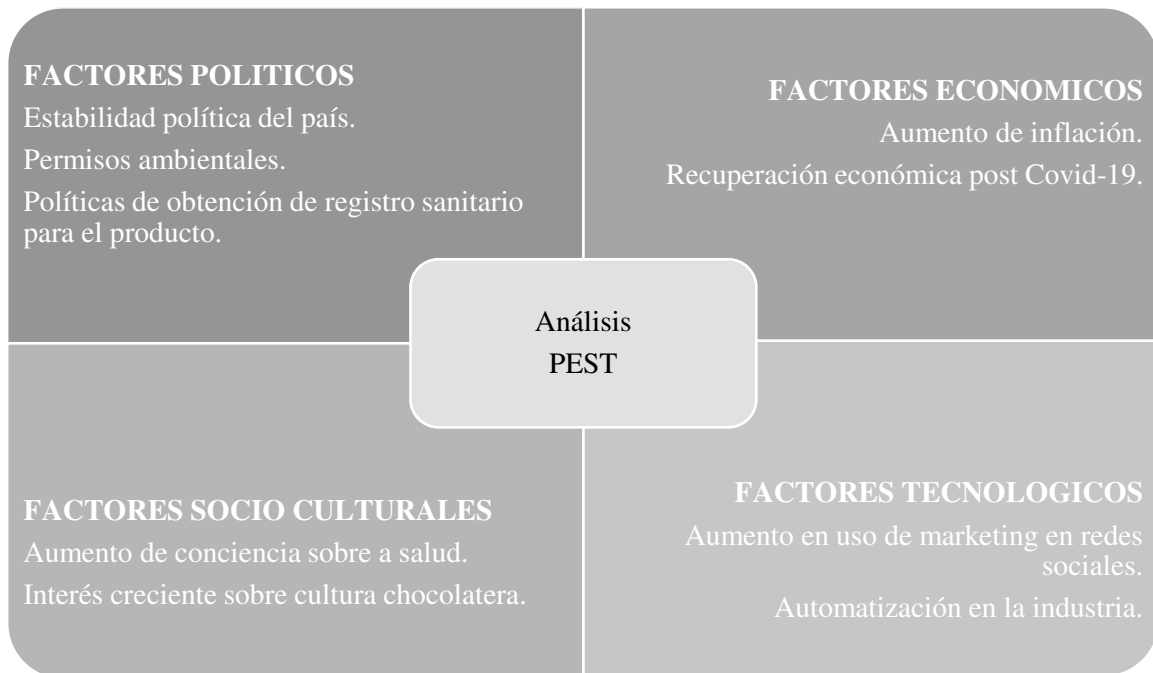 FACTORES POLITICOS
Estabilidad política del país.
Permisos ambientales.
Políticas de obtención de registro sanitario
para el producto.
FACTORES ECONOMICOS
Aumento de inflación.
Recuperación económica post Covid-19.
Análisis
PEST
FACTORES SOCIO CULTURALES
Aumento de conciencia sobre a salud.
Interés creciente sobre cultura chocolatera.
FACTORES TECNOLOGICOS
Aumento en uso de marketing en redes
sociales.
Automatización en la industria.